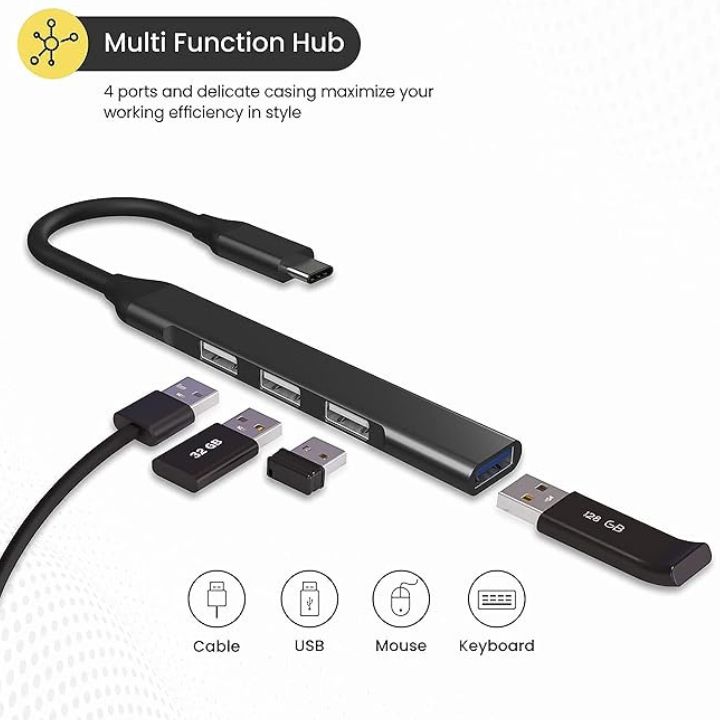 Multi Function Hub
4 ports and delicate casing maximize your
working efficiency in style
32 GB
128 GB
Cable
USB
Mouse
Keyboard